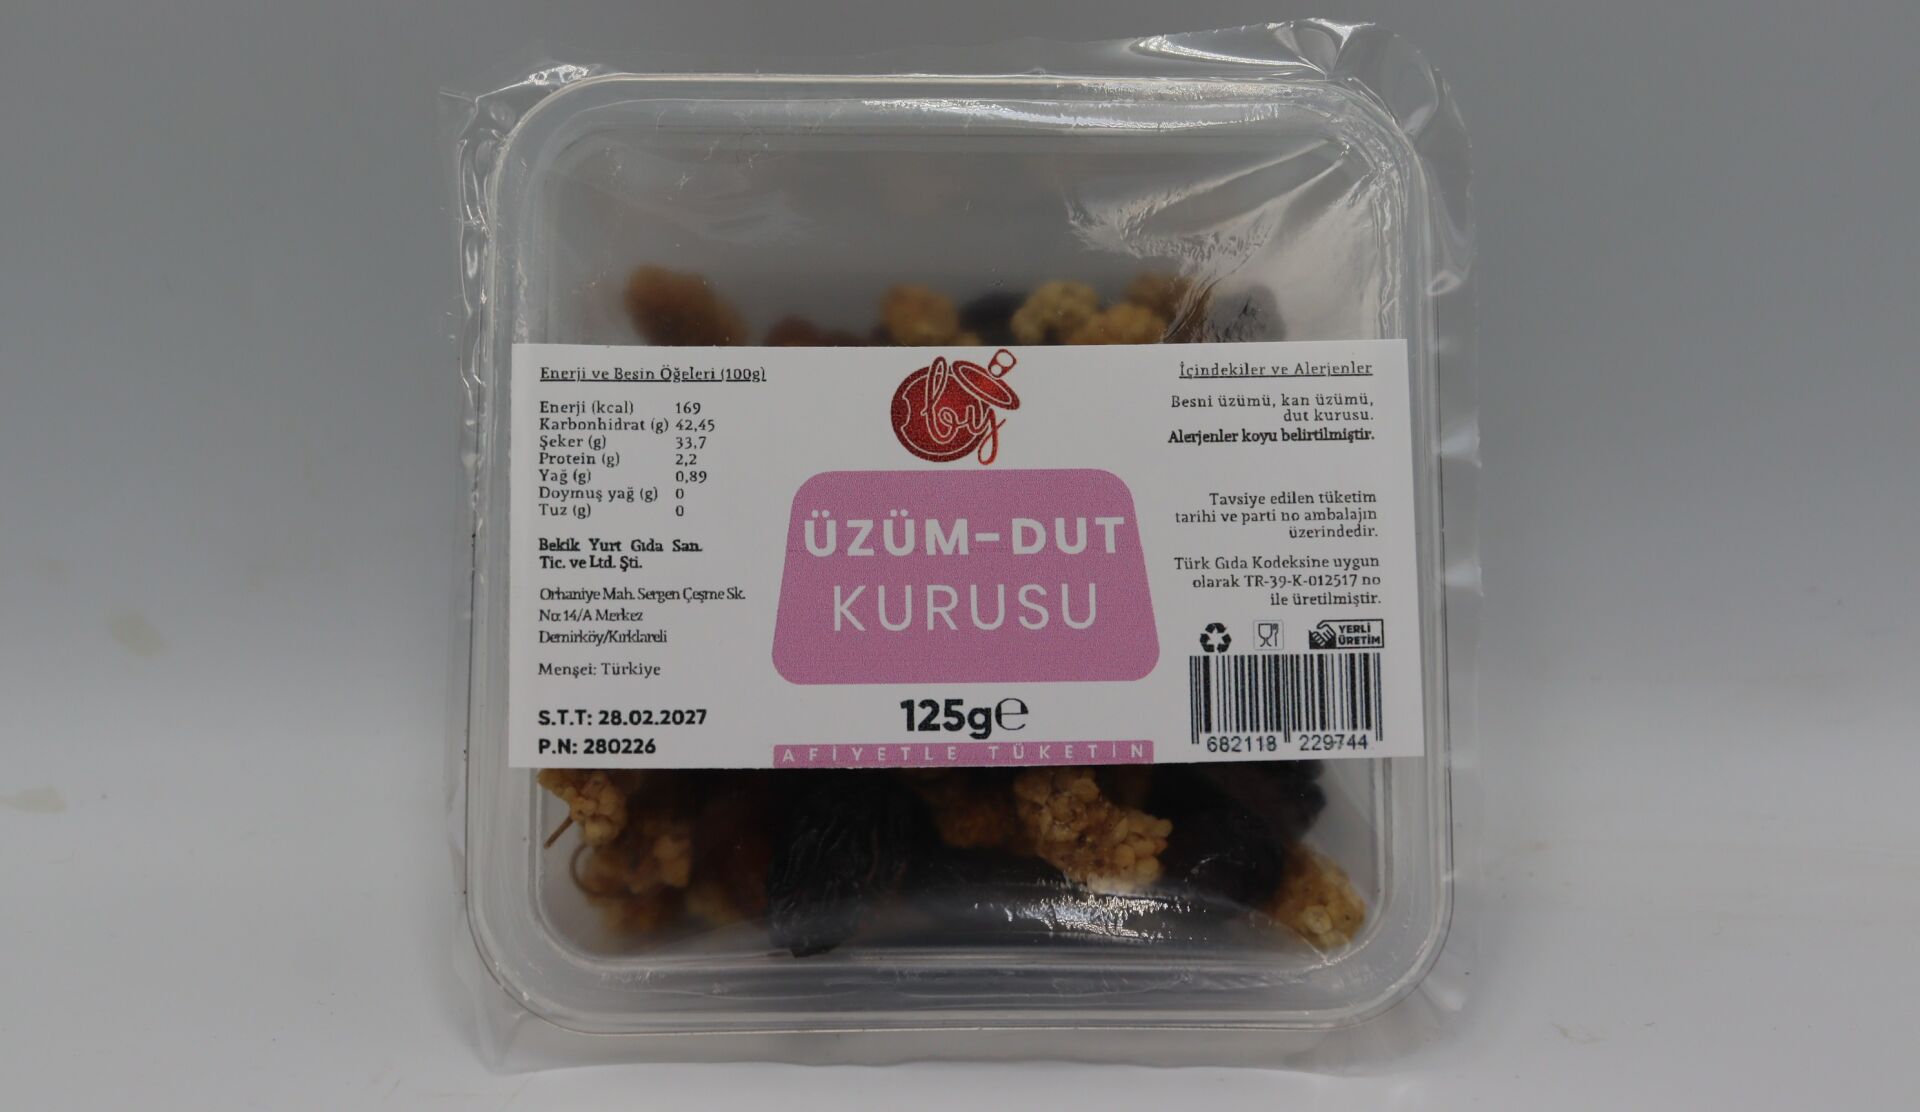 Enerji ve Besin Öğeleri (100g)
Enerji (kcal) 169
Karbonhidrat (g) 42,45
Şeker (g) 33,7
Protein (g) 2,2
Yağ (g) 0,89
Doymuş yağ (g) 0
Tuz (g) 0
Bekik Yurt Gıda San.
Tic. ve Ltd. Şti.
Orhaniye Mah. Sergen Çeşme Sk.
No: 14/A Merkez
Demirköy/Kırklareli
Menşei: Türkiye
S.T.T: 28.02.2027
P.N: 280226
by
ÜZÜM-DUT
KURUSU
125g℮
AFİYETLE TÜKETİN
İçindekiler ve Alerjenler
Besni üzümü, kan üzümü,
dut kurusu.
Alerjenler koyu belirtilmiştir.
Tavsiye edilen tüketim
tarihi ve parti no ambalajın
üzerindedir.
Türk Gıda Kodeksine uygun
olarak TR-39-K-012517 no
ile üretilmiştir.
YERLİ
ÜRETİM
682118 229744